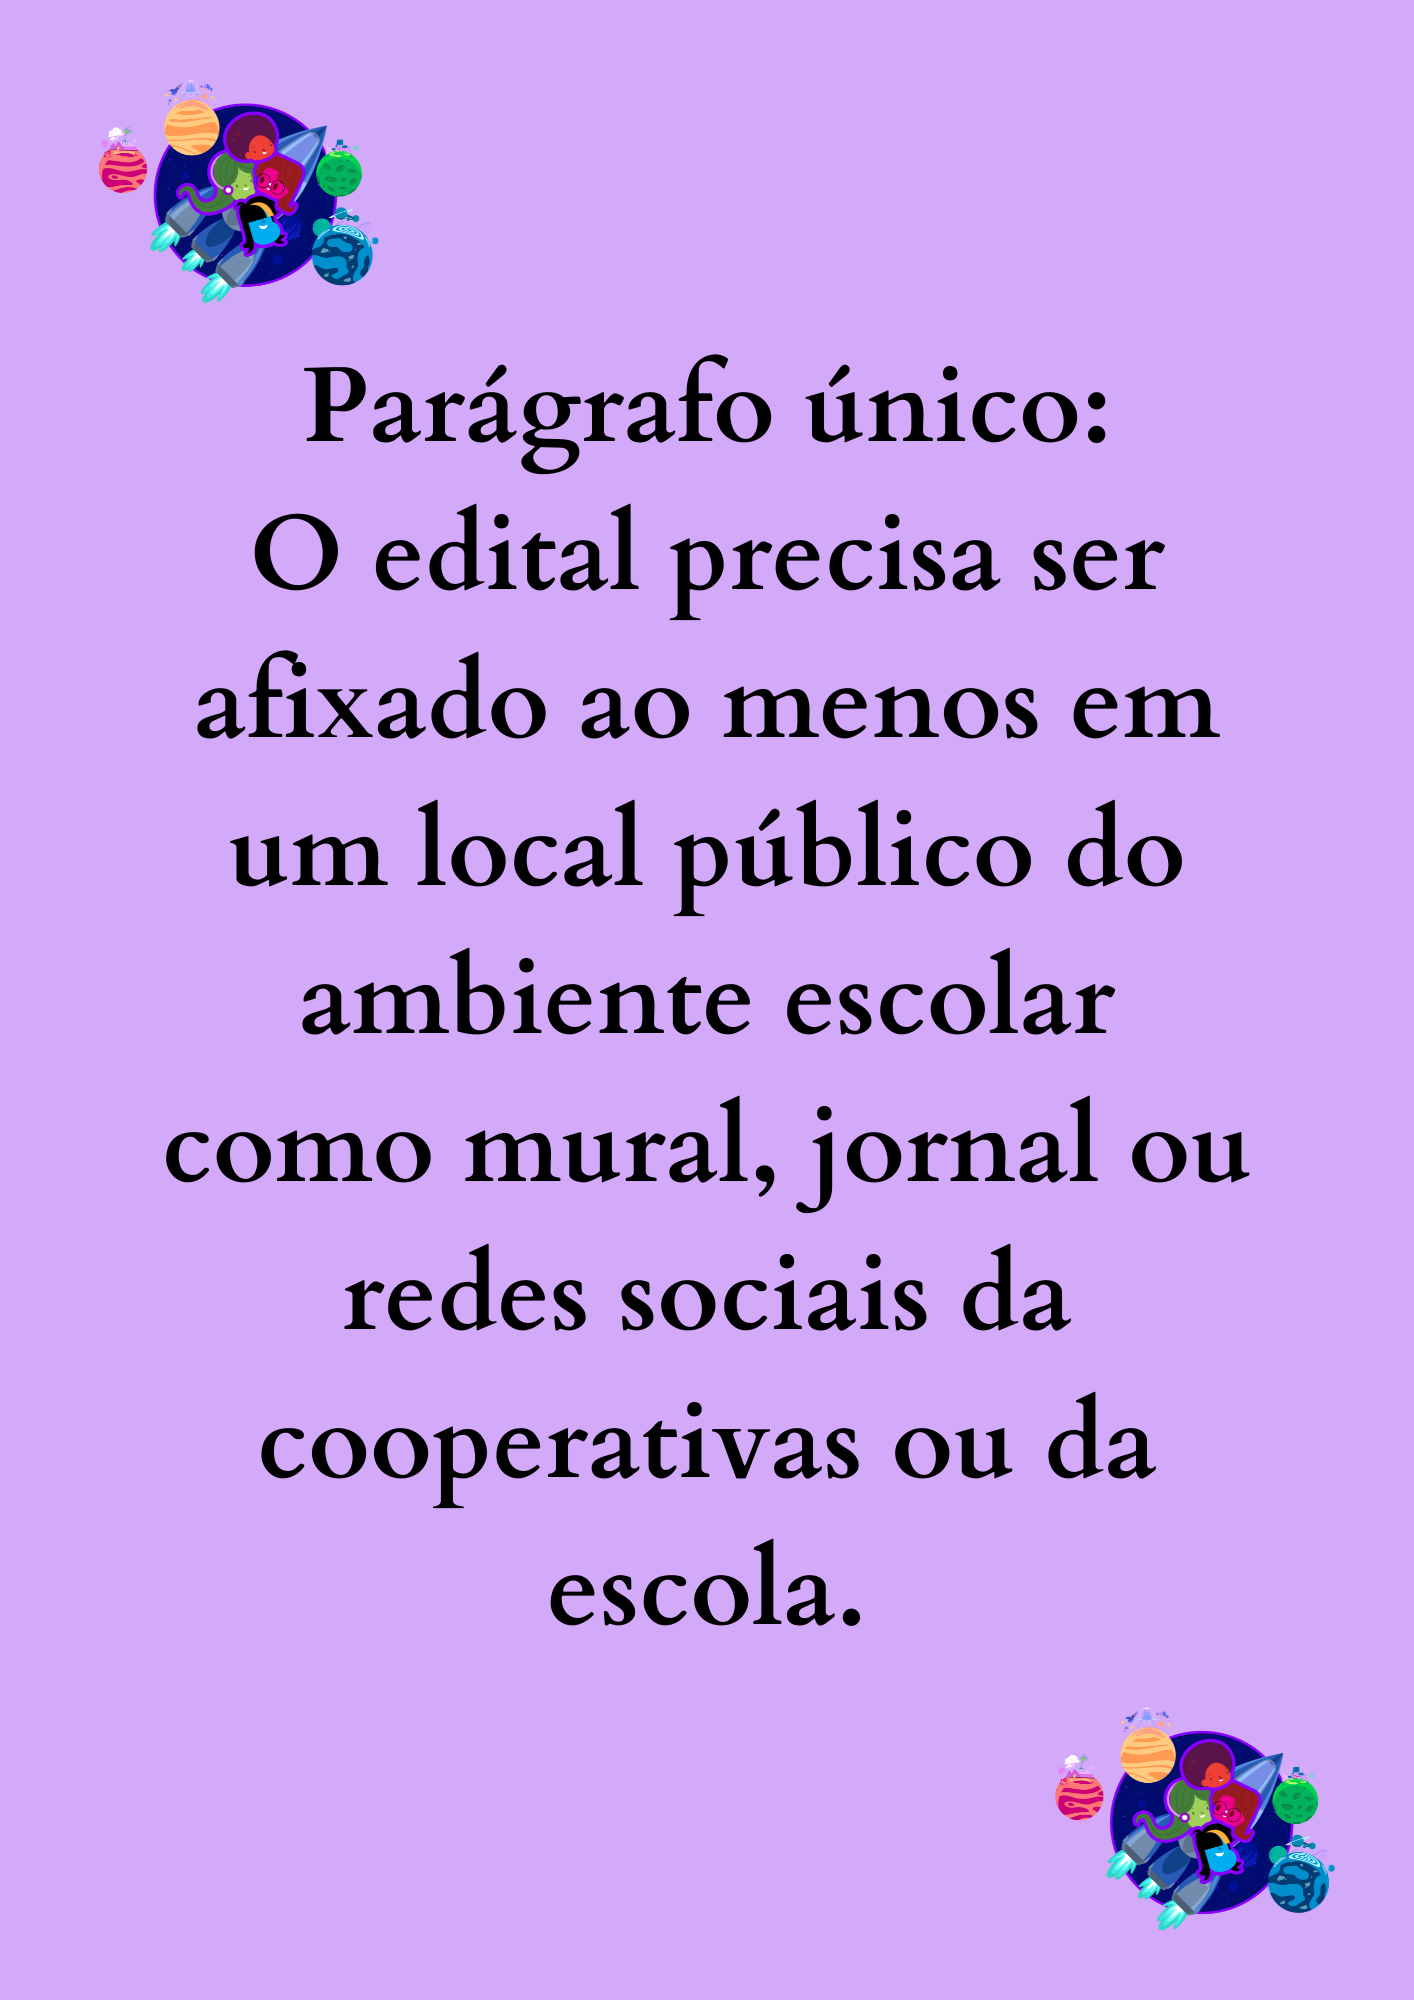 Parágrafo único:
O edital precisa ser
afixado ao menos em
um local público do
ambiente escolar
como mural, jornal ou
redes sociais da
cooperativas ou da
escola.